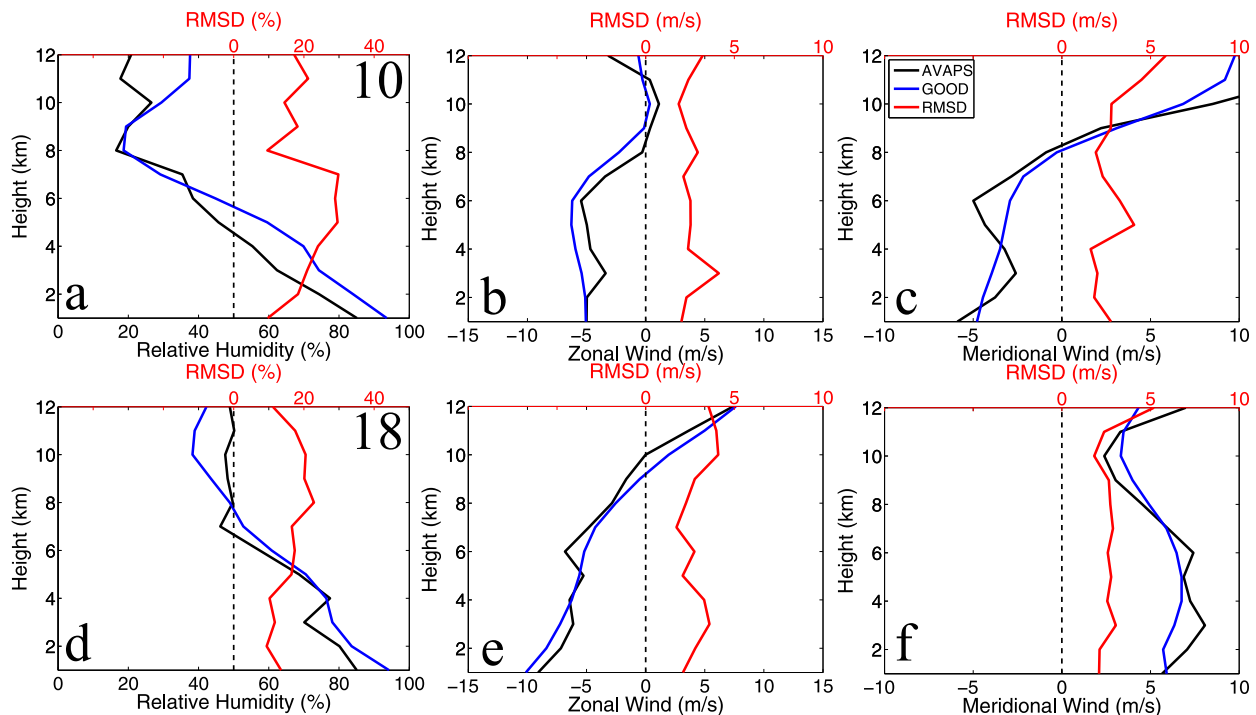 RMSD (%)
0 20 40
RMSD (m/s)
0 5 10
RMSD (m/s)
0 5 10
Height (km)
12
10
8
6
4
2
10
a
0 20 40 60 80 100
Relative Humidity (%)
Height (km)
12
10
8
6
4
2
b
−15 −10 −5 0 5 10 15
Zonal Wind (m/s)
Height (km)
12
10
8
6
4
2
AVAPS
GOOD
RMSD
c
−10 −5 0 5 10
Meridional Wind (m/s)
RMSD (%)
0 20 40
RMSD (m/s)
0 5 10
RMSD (m/s)
0 5 10
Height (km)
12
10
8
6
4
2
18
d
0 20 40 60 80 100
Relative Humidity (%)
Height (km)
12
10
8
6
4
2
e
−15 −10 −5 0 5 10 15
Zonal Wind (m/s)
Height (km)
12
10
8
6
4
2
f
−10 −5 0 5 10
Meridional Wind (m/s)